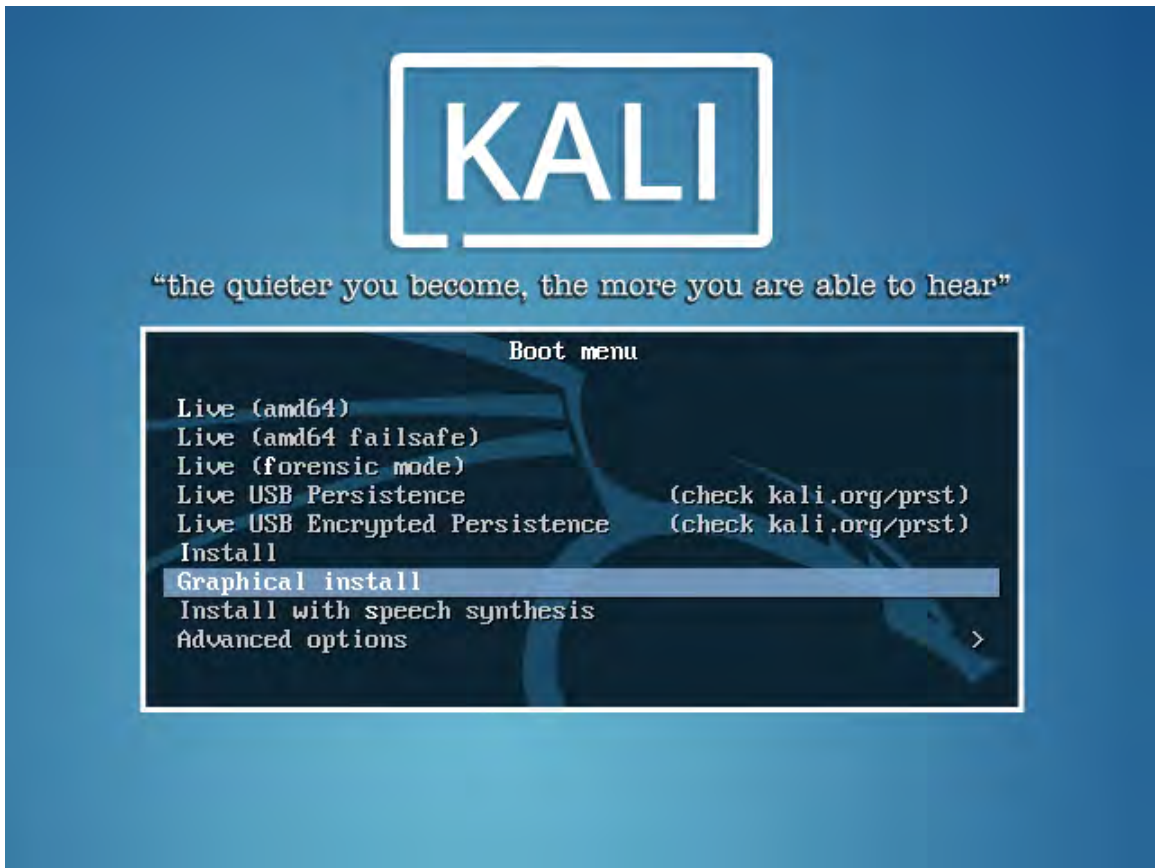 KALI
“the quieter you become, the more you are able to hear”
Boot menu
Live (amd64)
Live (amd64 failsafe)
Live (forensic mode)
Live USB Persistence (check kali.org/prst)
Live USB Encrypted Persistence (check kali.org/prst)
Install
Graphical install
Install with speech synthesis
Advanced options >